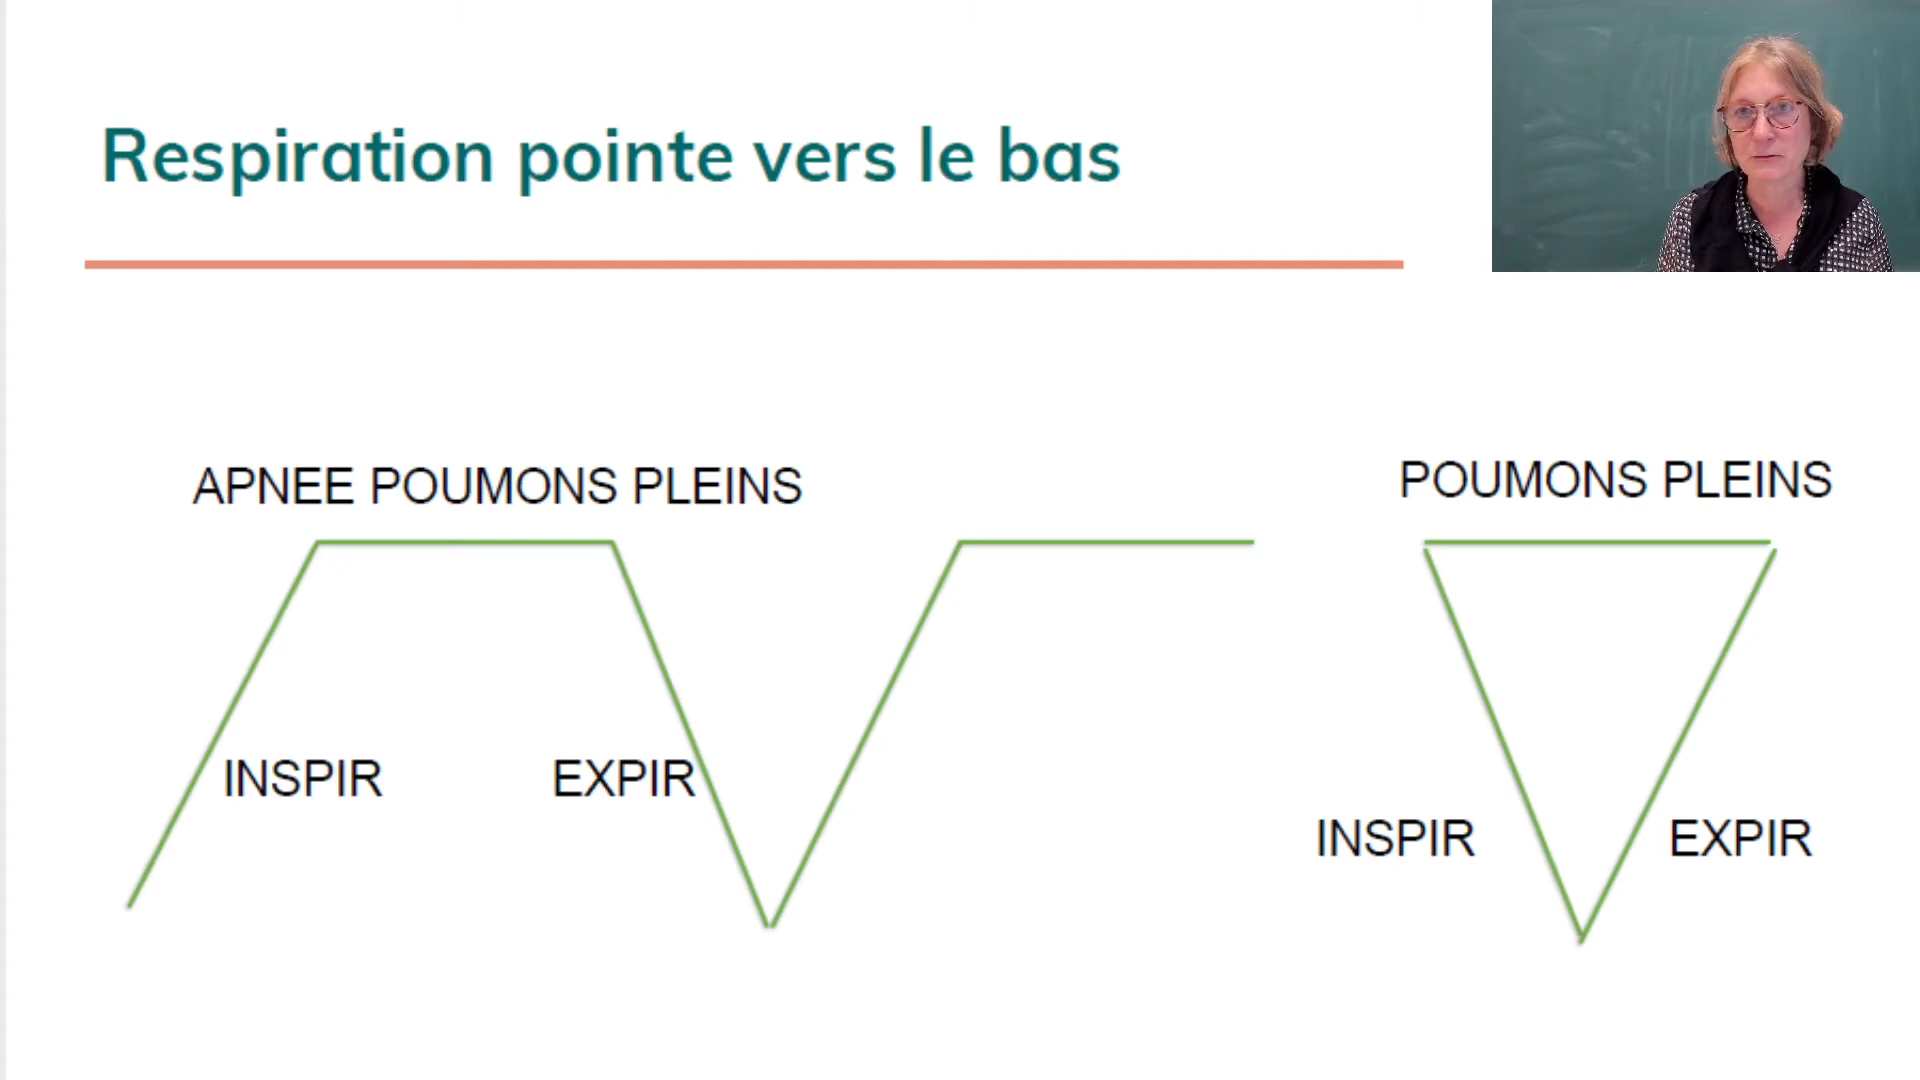 Respiration pointe vers le bas
APNEE POUMONS PLEINS
INSPIR
EXPIR
POUMONS PLEINS
INSPIR
EXPIR